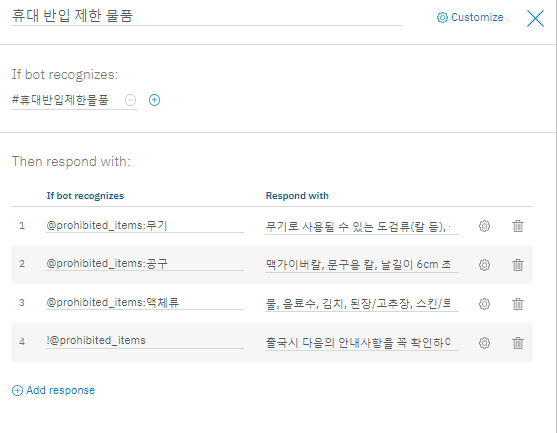 휴대 반입 제한 물품
Customize
If bot recognizes:
#휴대반입제한물품
Then respond with:
If bot recognizes Respond with
1 @prohibited_items:무기 무기로 사용될 수 있는 도검류(칼 등),
2 @prohibited_items:공구 맥가이버칼, 문구용 칼, 날길이 6cm 초
3 @prohibited_items:액체류 물, 음료수, 김치, 된장/고추장, 스킨/로
4 !@prohibited_items 출국시 다음의 안내사항을 꼭 확인하
Add response